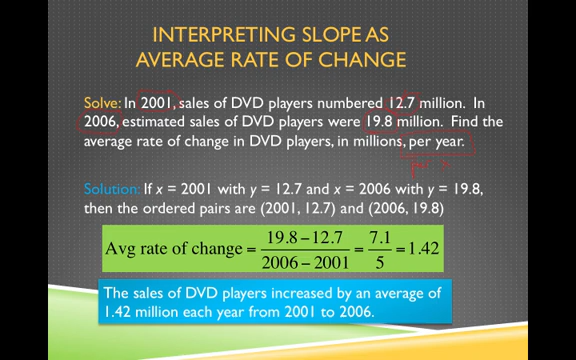 INTERPRETING SLOPE AS
AVERAGE RATE OF CHANGE
Solve: In 2001, sales of DVD players numbered 12.7 million. In
2006, estimated sales of DVD players were 19.8 million. Find the
average rate of change in DVD players, in millions, per year.
Solution: If x = 2001 with y = 12.7 and x = 2006 with y = 19.8,
then the ordered pairs are (2001, 12.7) and (2006, 19.8)
Avg rate of change = 19.8 − 12.7 / 2006 − 2001 = 7.1 / 5 = 1.42
The sales of DVD players increased by an average of
1.42 million each year from 2001 to 2006.